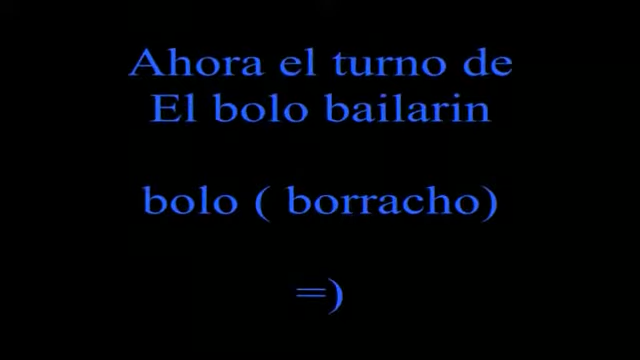 Ahora el turno de
El bolo bailarin
bolo ( borracho)
=)